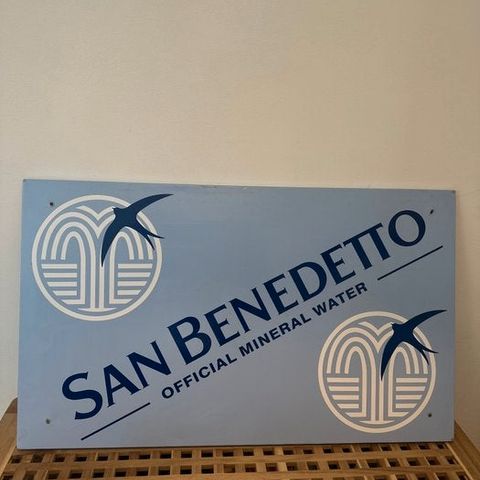 SAN BENEDETTO
OFFICIAL MINERAL WATER